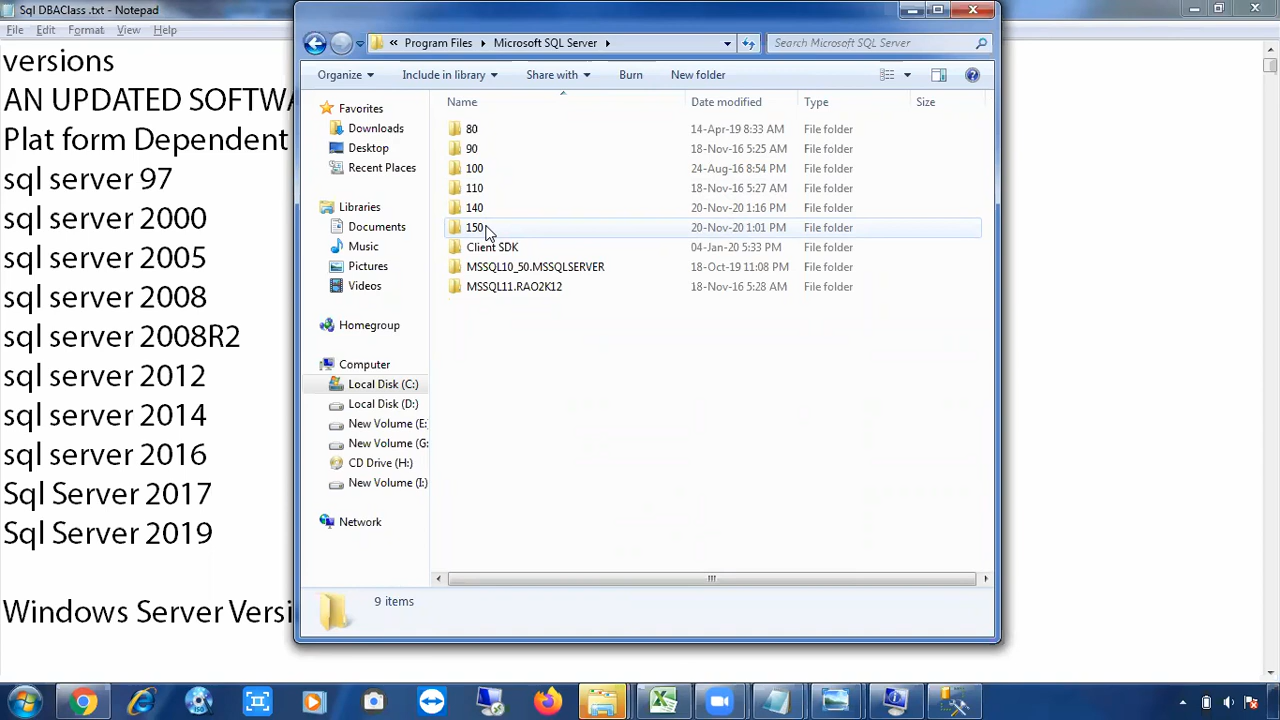 Sql DBAClass .txt - Notepad
File Edit Format View Help
versions
AN UPDATED SOFTWA
Plat form Dependent
sql server 97
sql server 2000
sql server 2005
sql server 2008
sql server 2008R2
sql server 2012
sql server 2014
sql server 2016
Sql Server 2017
Sql Server 2019
Windows Server Versi
« Program Files Microsoft SQL Server
Search Microsoft SQL Server
Organize Include in library Share with Burn New folder
Favorites
Downloads
Desktop
Recent Places
Libraries
Documents
Music
Pictures
Videos
Homegroup
Computer
Local Disk (C:)
Local Disk (D:)
New Volume (E:
New Volume (G:
CD Drive (H:)
New Volume (I:)
Network
Name Date modified Type Size
80 14-Apr-19 8:33 AM File folder
90 18-Nov-16 5:25 AM File folder
100 24-Aug-16 8:54 PM File folder
110 18-Nov-16 5:27 AM File folder
140 20-Nov-20 1:16 PM File folder
150 20-Nov-20 1:01 PM File folder
Client SDK 04-Jan-20 5:33 PM File folder
MSSQL10_50.MSSQLSERVER 18-Oct-19 11:08 PM File folder
MSSQL11.RAO2K12 18-Nov-16 5:28 AM File folder
9 items